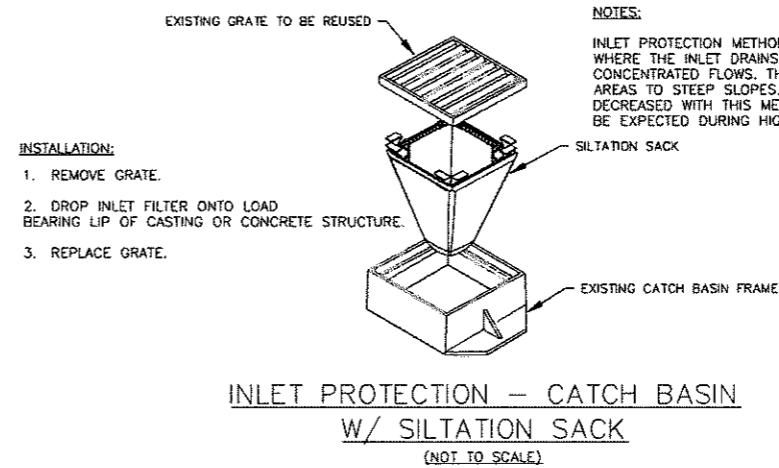 EXISTING GRATE TO BE REUSED
NOTES:
INLET PROTECTION METHOD
WHERE THE INLET DRAINS
CONCENTRATED FLOWS.
AREAS TO STEEP SLOPES.
DECREASED WITH THIS
BE EXPECTED DURING
SILTATION SACK
INSTALLATION:
1. REMOVE GRATE.
2. DROP INLET FILTER ONTO LOAD
BEARING LIP OF CASTING OR CONCRETE STRUCTURE.
3. REPLACE GRATE.
EXISTING CATCH BASIN FRAME
INLET PROTECTION – CATCH BASIN
W/ SILTATION SACK
(NOT TO SCALE)